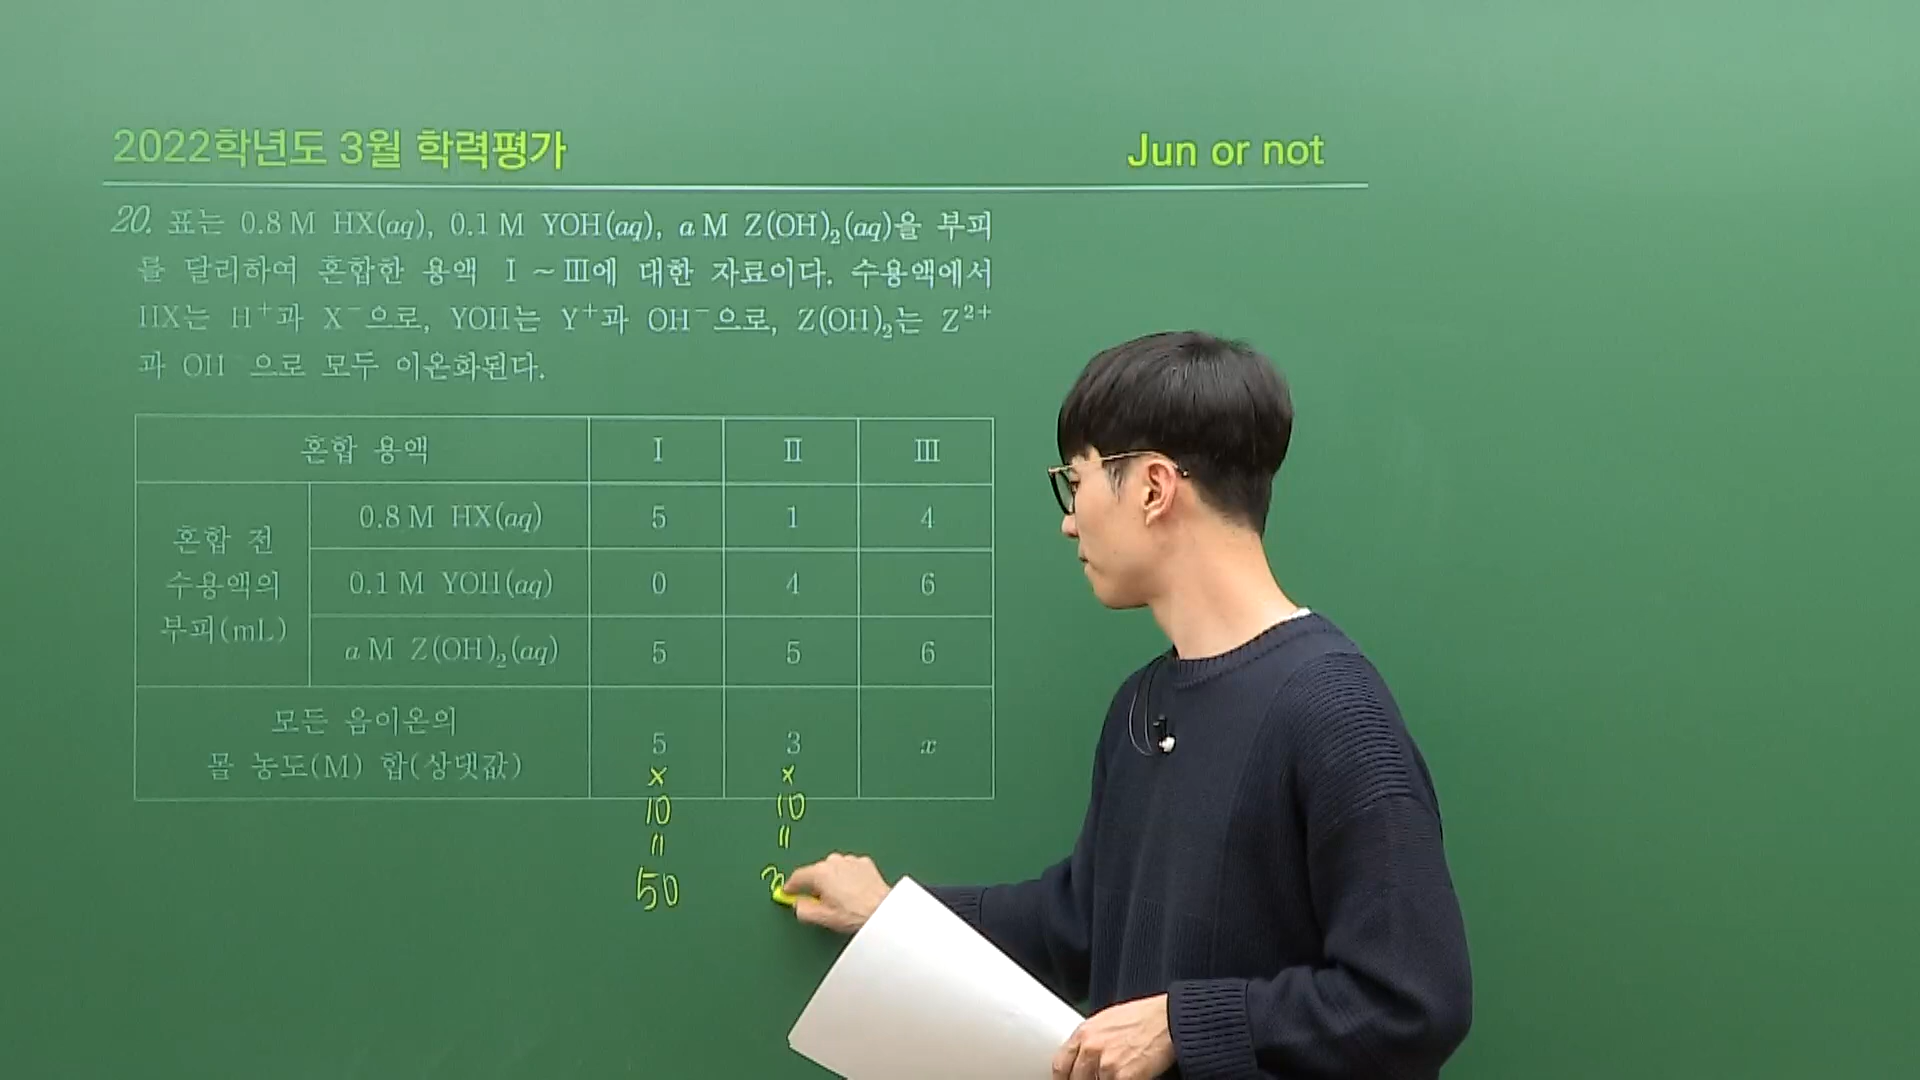 2022학년도 3월 학력평가
Jun or not
20. 표는 0.8 M HX(aq), 0.1 M YOH(aq), a M Z(OH)₂(aq)을 부피
를 달리하여 혼합한 용액 Ⅰ ~ Ⅲ에 대한 자료이다. 수용액에서
HX는 H⁺과 X⁻으로, YOH는 Y⁺과 OH⁻으로, Z(OH)₂는 Z²⁺
과 OH⁻으로 모두 이온화된다.
혼합 용액 Ⅰ Ⅱ Ⅲ
혼합 전
수용액의
부피(mL)
0.8 M HX(aq) 5 1 4
0.1 M YOH(aq) 0 4 6
a M Z(OH)₂(aq) 5 5 6
모든 음이온의
몰 농도(M) 합(상댓값)
5 3 x
× ×
10 10
= =
50 3